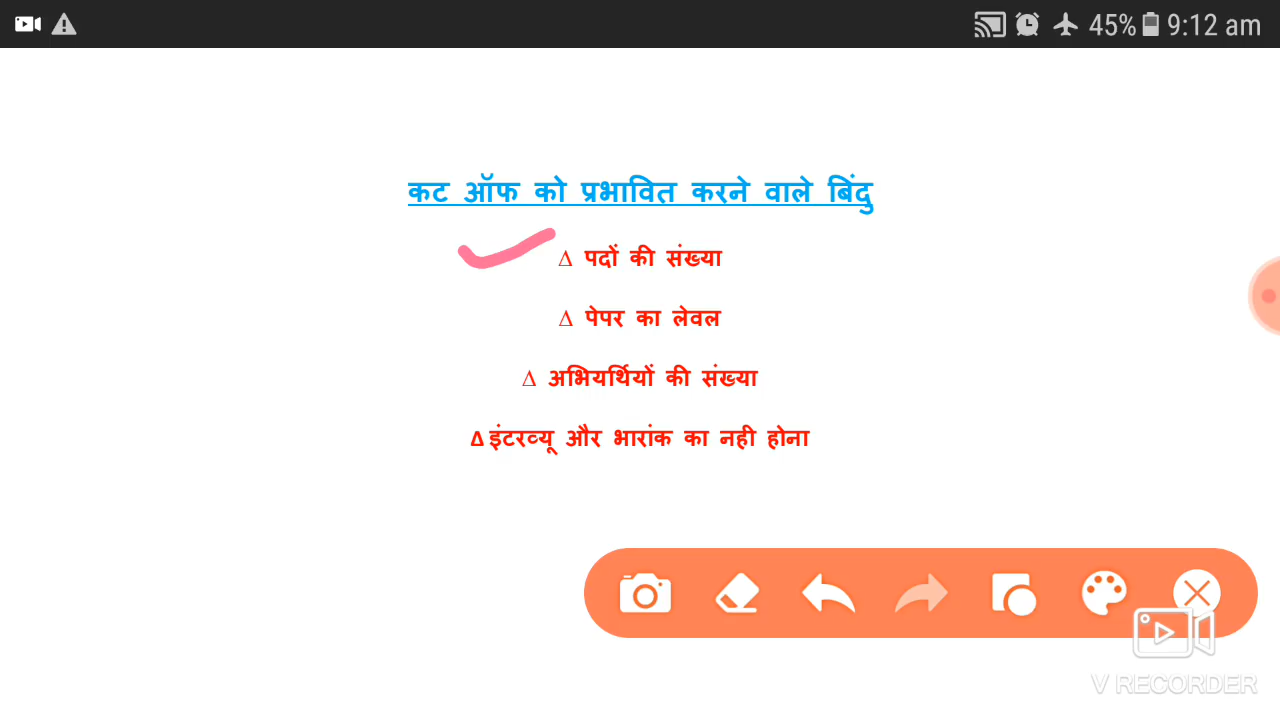 45% 9:12 am
कट ऑफ को प्रभावित करने वाले बिंदु
Δ पदों की संख्या
Δ पेपर का लेवल
Δ अभियर्थियों की संख्या
Δ इंटरव्यू और भारांक का नही होना
V RECORDER